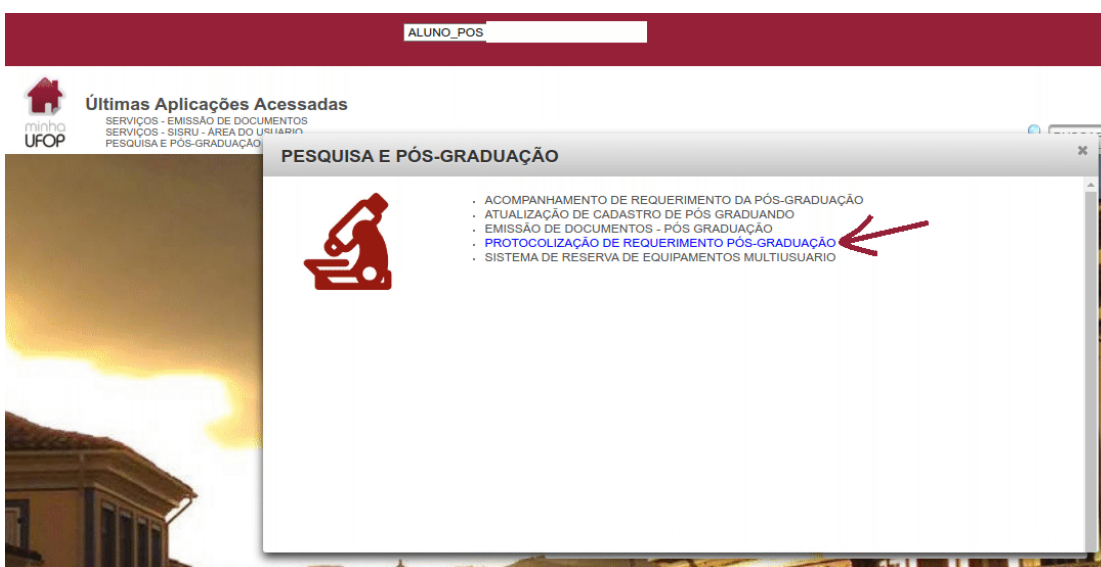 ALUNO_POS
minha
UFOP
Últimas Aplicações Acessadas
SERVIÇOS - EMISSÃO DE DOCUMENTOS
SERVIÇOS - SISRU - ÁREA DO USUARIO
PESQUISA E PÓS-GRADUAÇÃO
PESQUISA E PÓS-GRADUAÇÃO
ACOMPANHAMENTO DE REQUERIMENTO DA PÓS-GRADUAÇÃO
ATUALIZAÇÃO DE CADASTRO DE PÓS GRADUANDO
EMISSÃO DE DOCUMENTOS - PÓS GRADUAÇÃO
PROTOCOLIZAÇÃO DE REQUERIMENTO PÓS-GRADUAÇÃO
SISTEMA DE RESERVA DE EQUIPAMENTOS MULTIUSUARIO